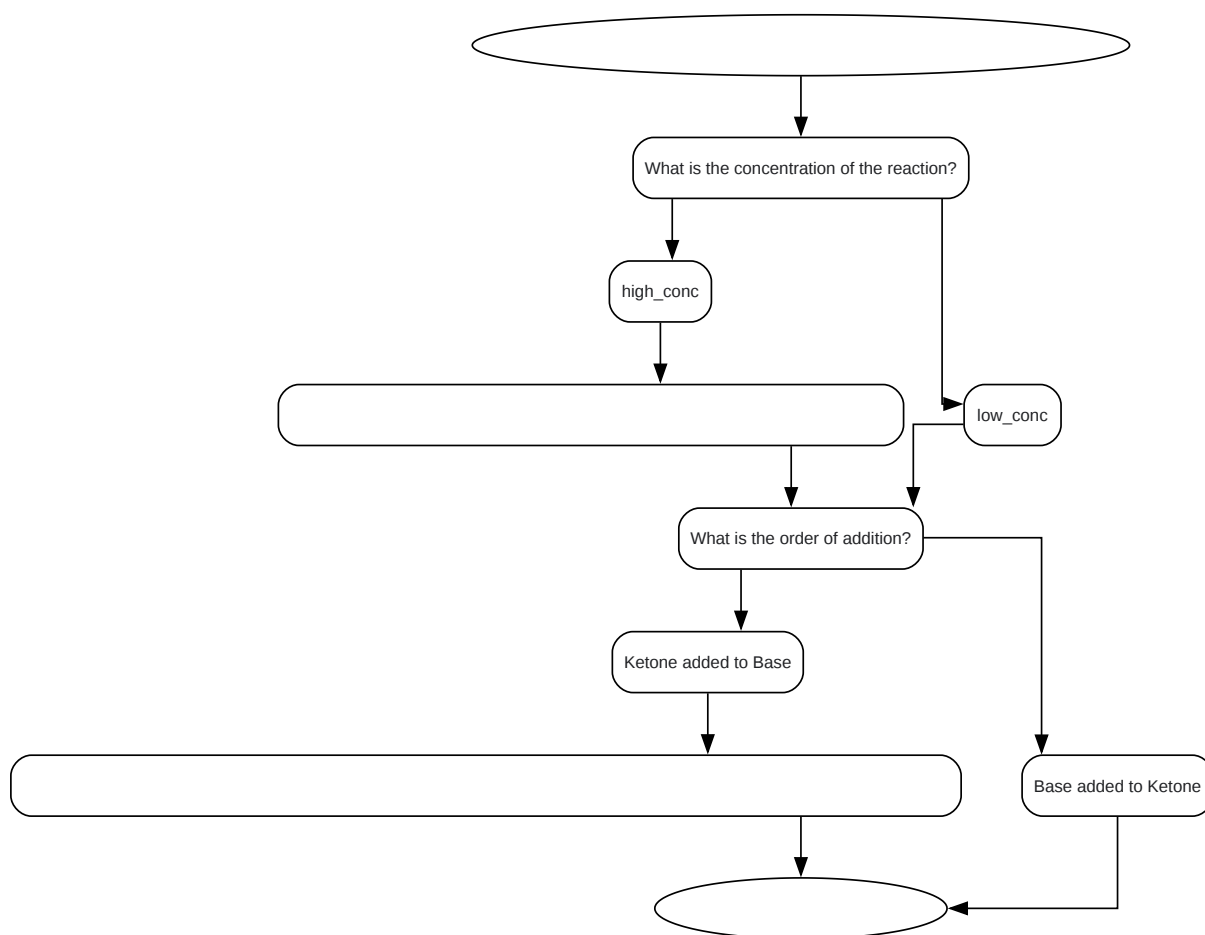 What is the concentration of the reaction?
high_conc
low_conc
What is the order of addition?
Ketone added to Base
Base added to Ketone